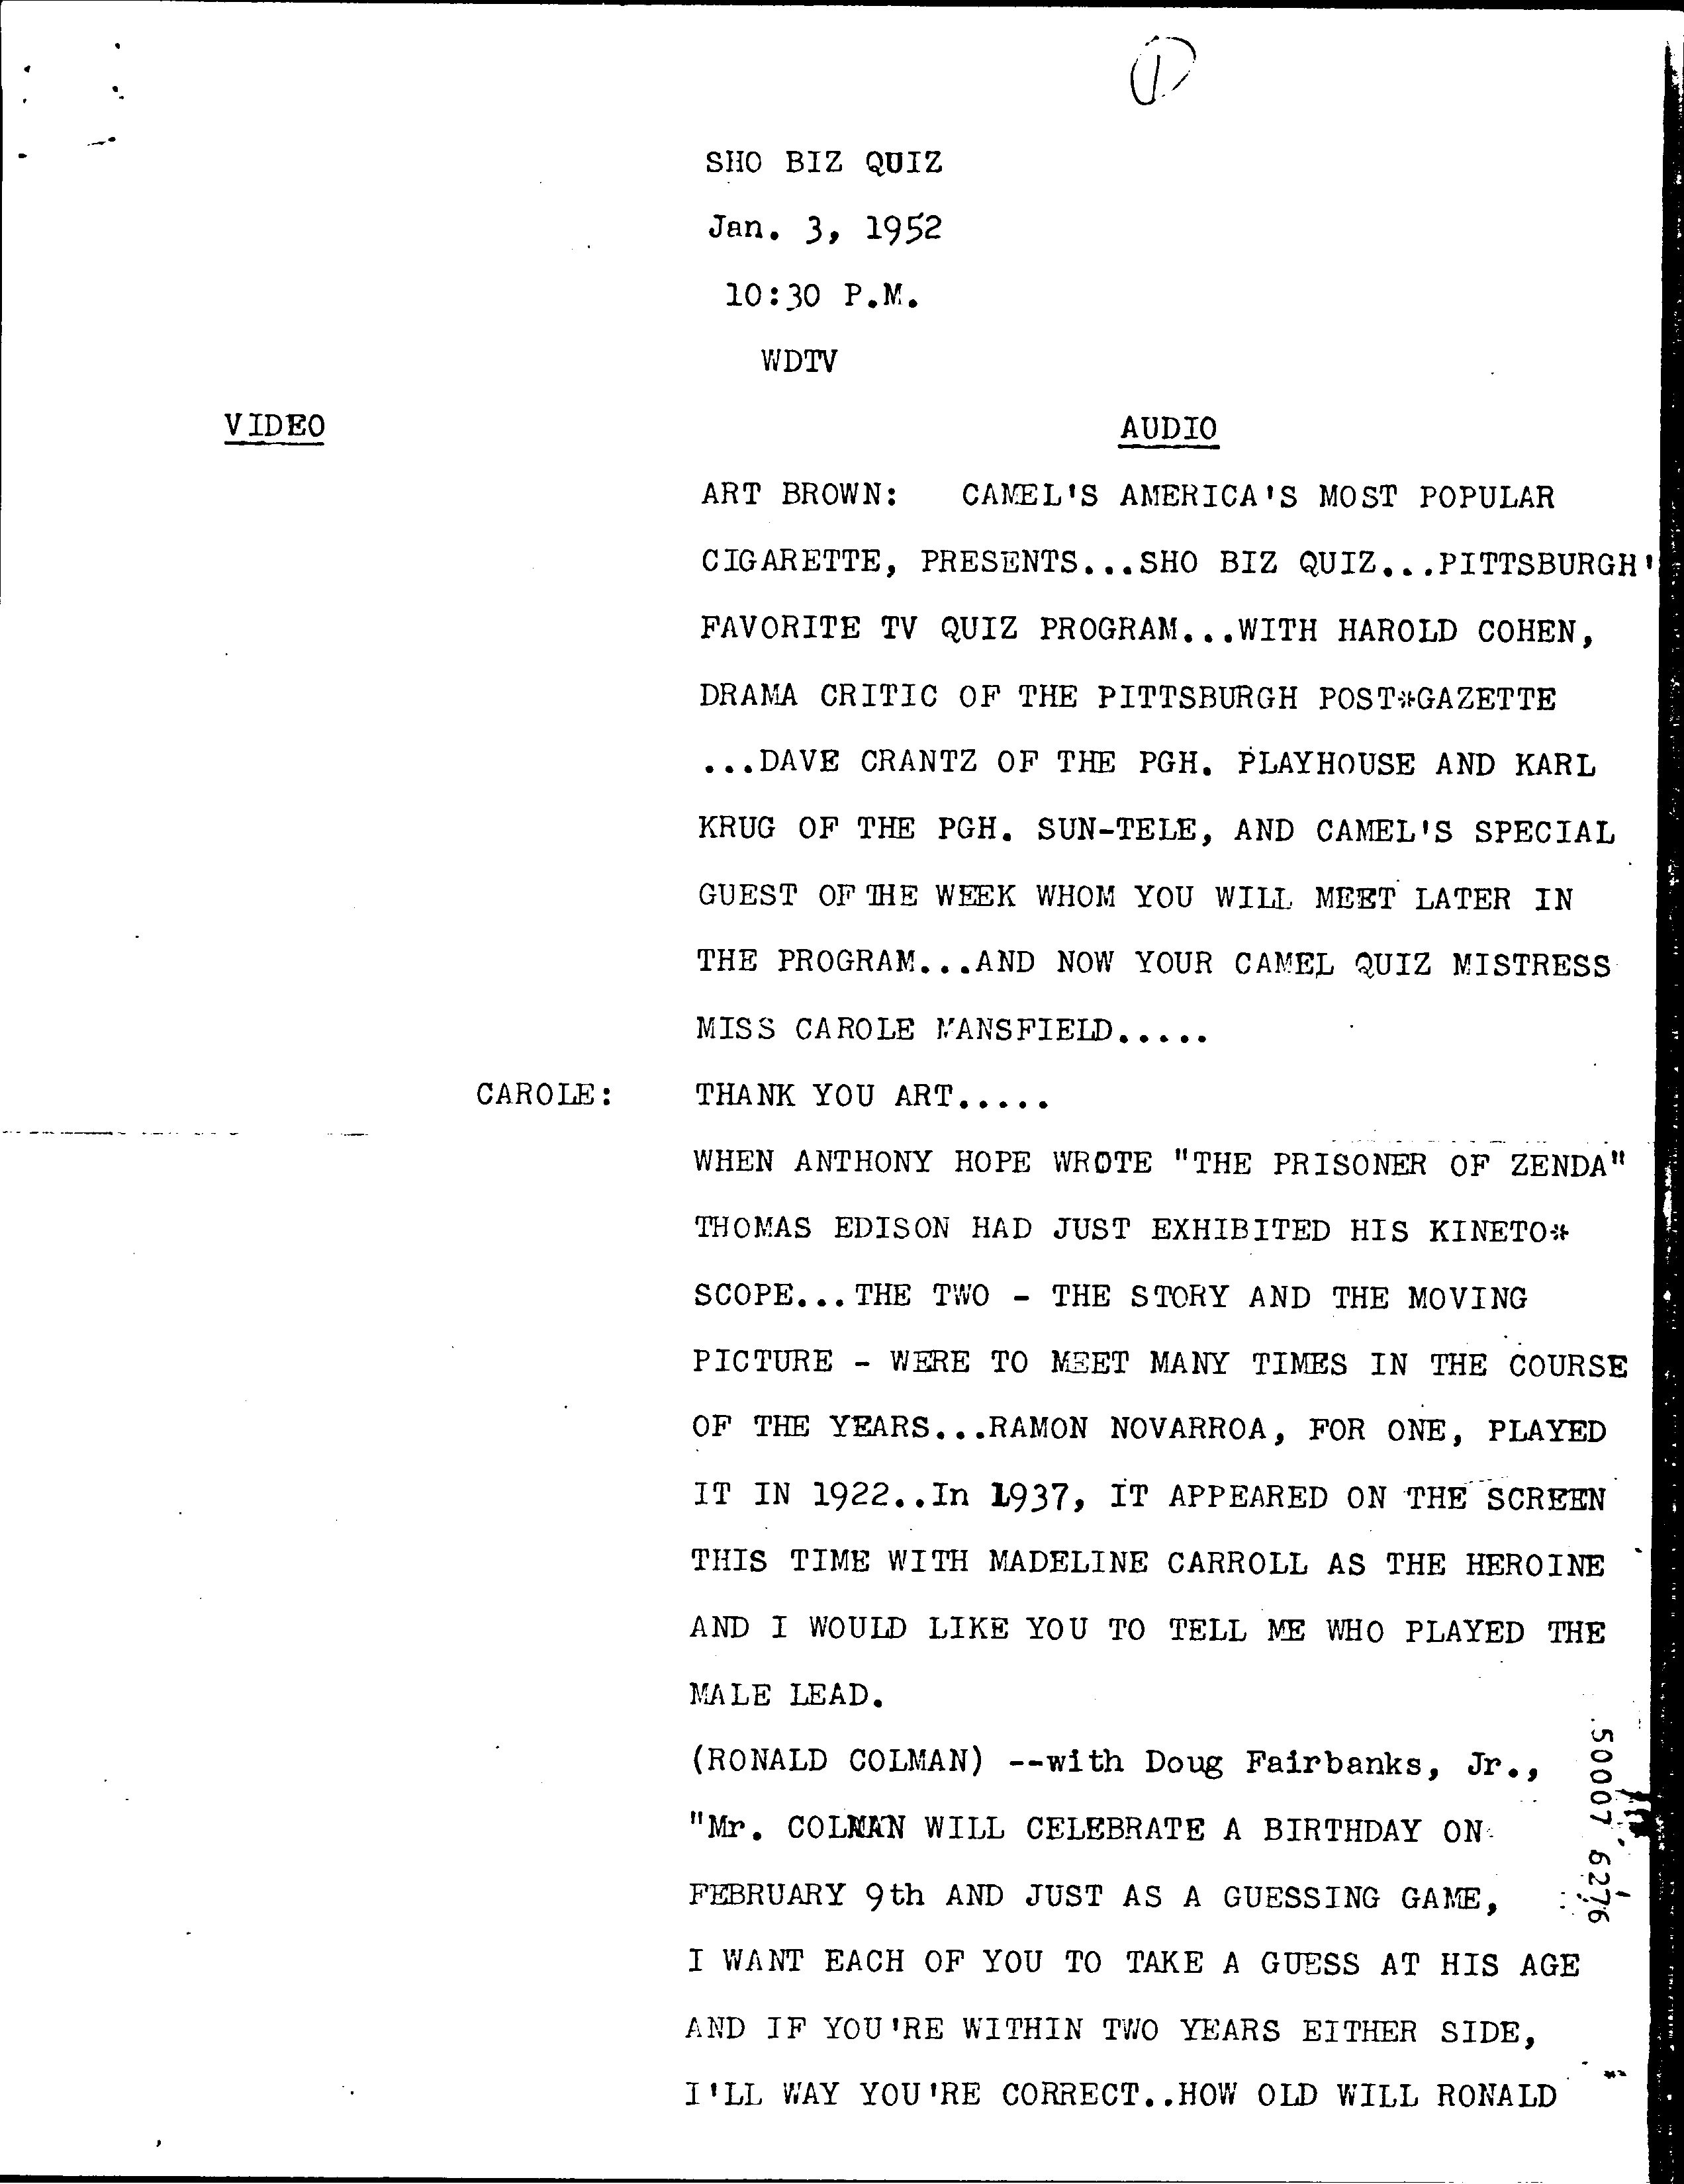 1
SHO BIZ QUIZ
Jan. 3, 1952
10:30 P.M.
WDTV
VIDEO AUDIO
ART BROWN: CAMEL'S AMERICA'S MOST POPULAR
CIGARETTE, PRESENTS...SHO BIZ QUIZ...PITTSBURGH'
FAVORITE TV QUIZ PROGRAM...WITH HAROLD COHEN,
DRAMA CRITIC OF THE PITTSBURGH POST*GAZETTE
...DAVE CRANTZ OF THE PGH. PLAYHOUSE AND KARL
KRUG OF THE PGH. SUN-TELE, AND CAMEL'S SPECIAL
GUEST OF THE WEEK WHOM YOU WILL MEET LATER IN
THE PROGRAM...AND NOW YOUR CAMEL QUIZ MISTRESS
MISS CAROLE MANSFIELD.....
CAROLE: THANK YOU ART.....
WHEN ANTHONY HOPE WROTE "THE PRISONER OF ZENDA"
THOMAS EDISON HAD JUST EXHIBITED HIS KINETO*
SCOPE...THE TWO - THE STORY AND THE MOVING
PICTURE - WERE TO MEET MANY TIMES IN THE COURSE
OF THE YEARS...RAMON NOVARROA, FOR ONE, PLAYED
IT IN 1922..In 1937, IT APPEARED ON THE SCREEN
THIS TIME WITH MADELINE CARROLL AS THE HEROINE
AND I WOULD LIKE YOU TO TELL ME WHO PLAYED THE
MALE LEAD.
(RONALD COLMAN) --with Doug Fairbanks, Jr.,
"Mr. COLMAN WILL CELEBRATE A BIRTHDAY ON
FEBRUARY 9th AND JUST AS A GUESSING GAME,
I WANT EACH OF YOU TO TAKE A GUESS AT HIS AGE
AND IF YOU'RE WITHIN TWO YEARS EITHER SIDE,
I'LL WAY YOU'RE CORRECT..HOW OLD WILL RONALD
50007 6276